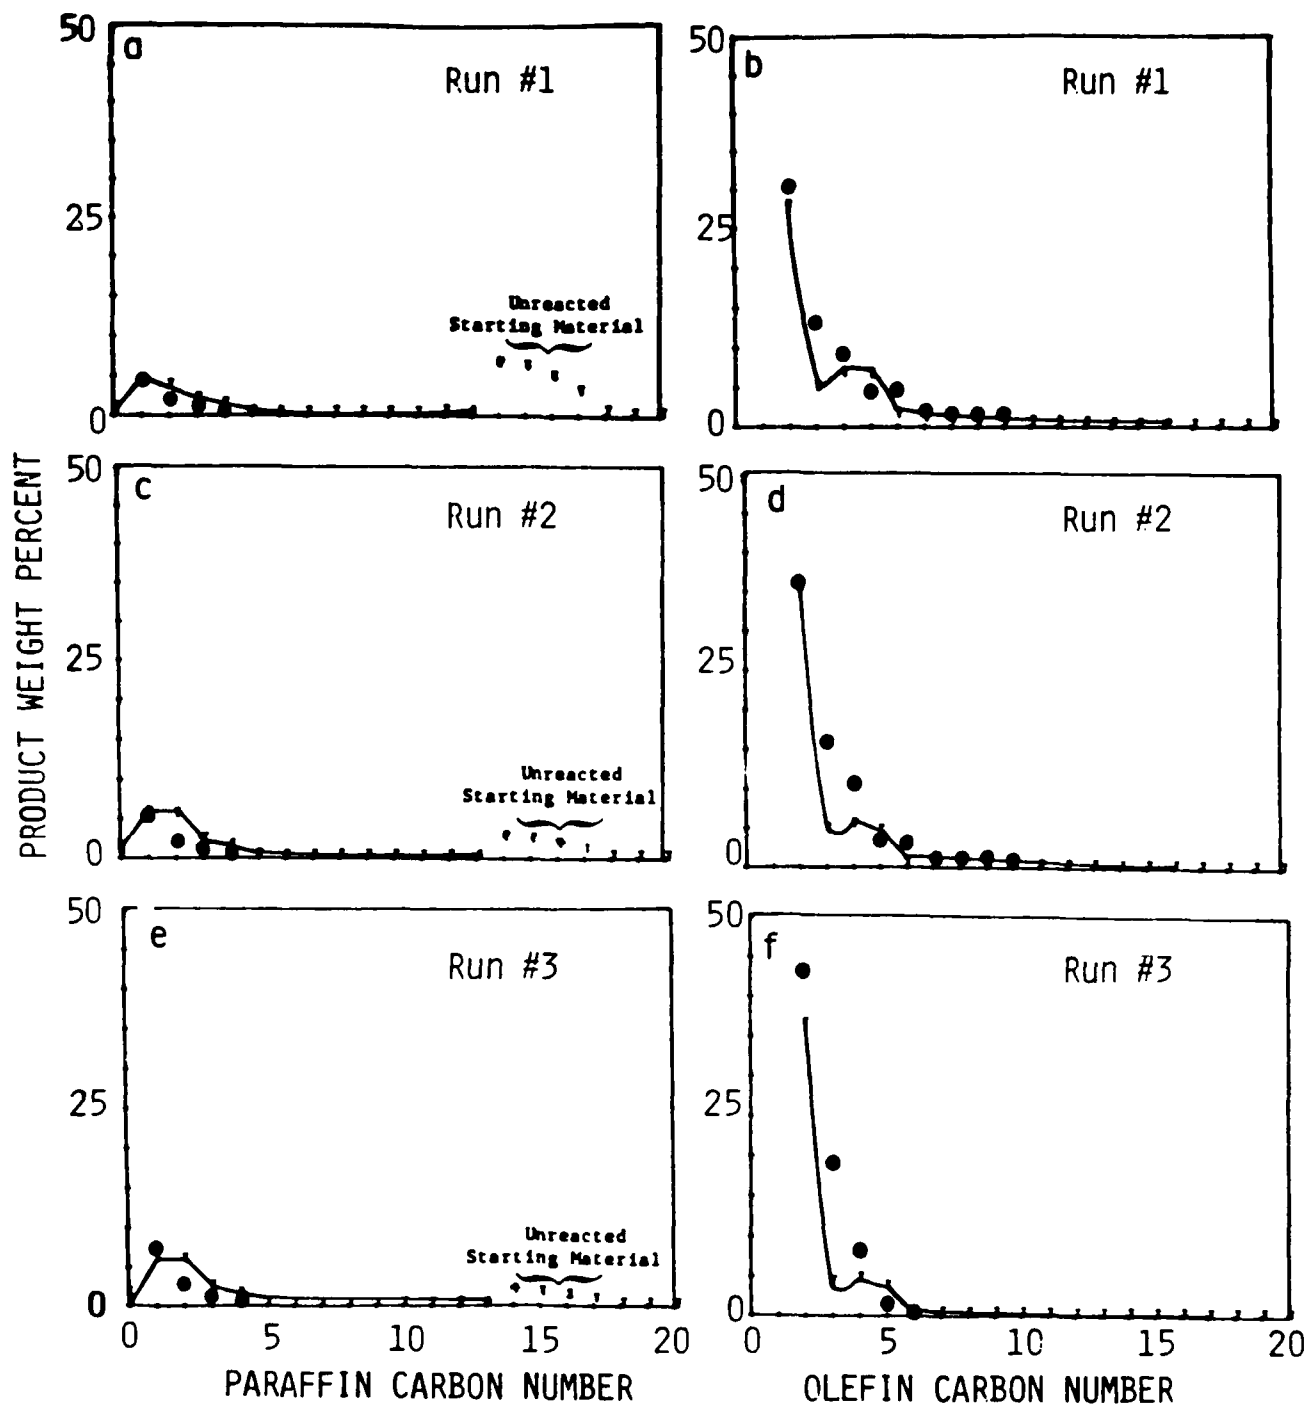 50
a
Run #1
25
Unreacted
Starting Material
0
50
b
Run #1
25
0
PRODUCT WEIGHT PERCENT
50
c
Run #2
25
Unreacted
Starting Material
0
50
d
Run #2
25
0
50
e
Run #3
25
Unreacted
Starting Material
0
0 5 10 15 20
PARAFFIN CARBON NUMBER
50
f
Run #3
25
0
0 5 10 15 20
OLEFIN CARBON NUMBER